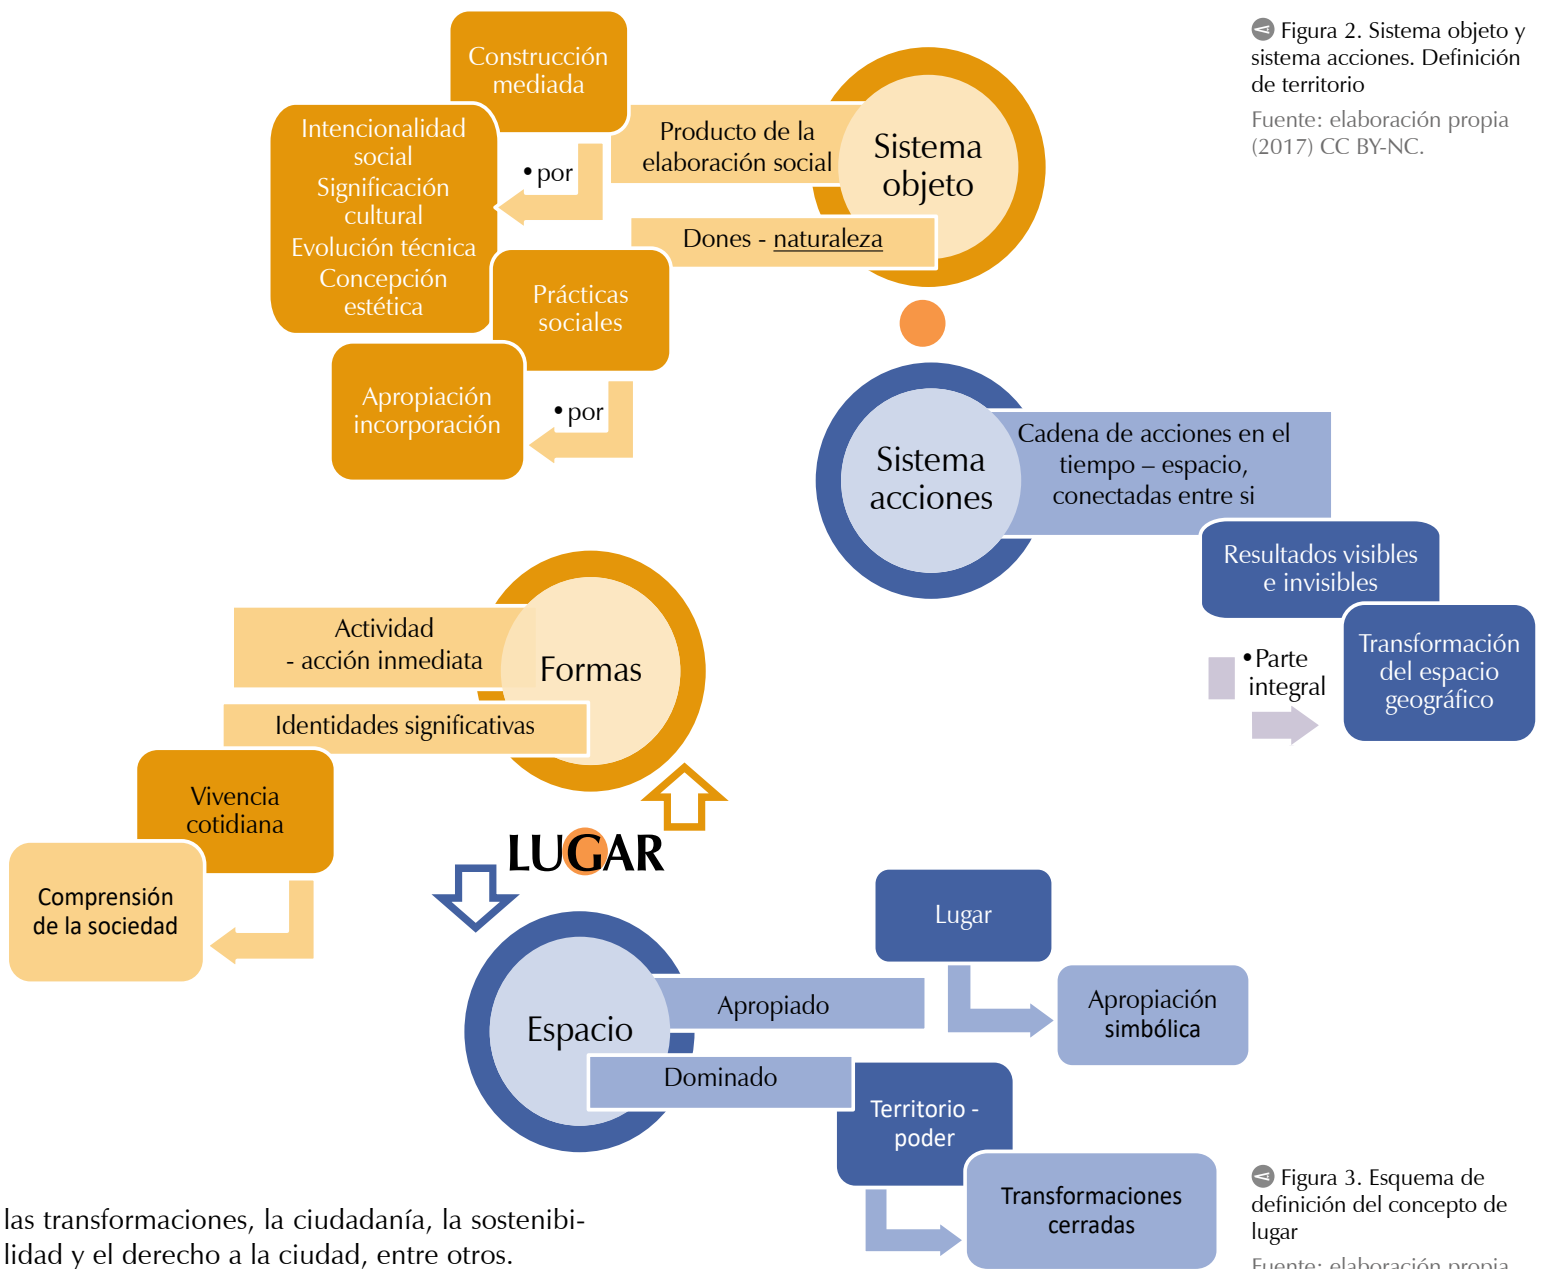 Figura 2. Sistema objeto y
sistema acciones. Definición
de territorio
Fuente: elaboración propia
(2017) CC BY-NC.
Construcción
mediada
Intencionalidad
social
Significación
cultural
Evolución técnica
Concepción
estética
•por
Producto de la
elaboración social
Sistema
objeto
Dones - naturaleza
Prácticas
sociales
Apropiación
incorporación
•por
Sistema
acciones
Cadena de acciones en el
tiempo – espacio,
conectadas entre si
Resultados visibles
e invisibles
•Parte
integral
Transformación
del espacio
geográfico
Actividad
- acción inmediata
Formas
Identidades significativas
Vivencia
cotidiana
Comprensión
de la sociedad
LUGAR
Espacio
Apropiado
Lugar
Apropiación
simbólica
Dominado
Territorio -
poder
Transformaciones
cerradas
Figura 3. Esquema de
definición del concepto de
lugar
Fuente: elaboración propia
las transformaciones, la ciudadanía, la sostenibi-
lidad y el derecho a la ciudad, entre otros.